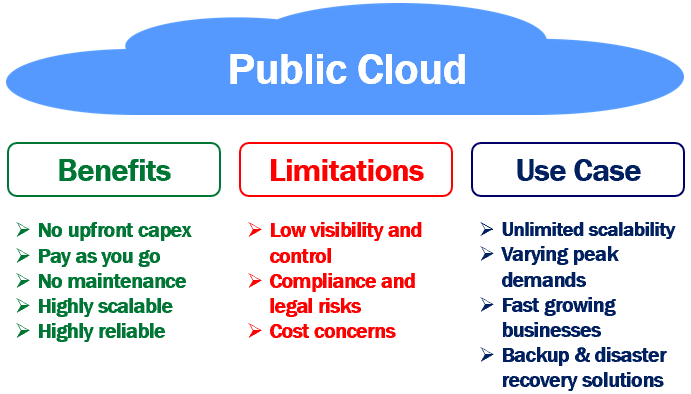 Public Cloud
Benefits
No upfront capex
Pay as you go
No maintenance
Highly scalable
Highly reliable
Limitations
Low visibility and
control
Compliance and
legal risks
Cost concerns
Use Case
Unlimited scalability
Varying peak
demands
Fast growing
businesses
Backup & disaster
recovery solutions